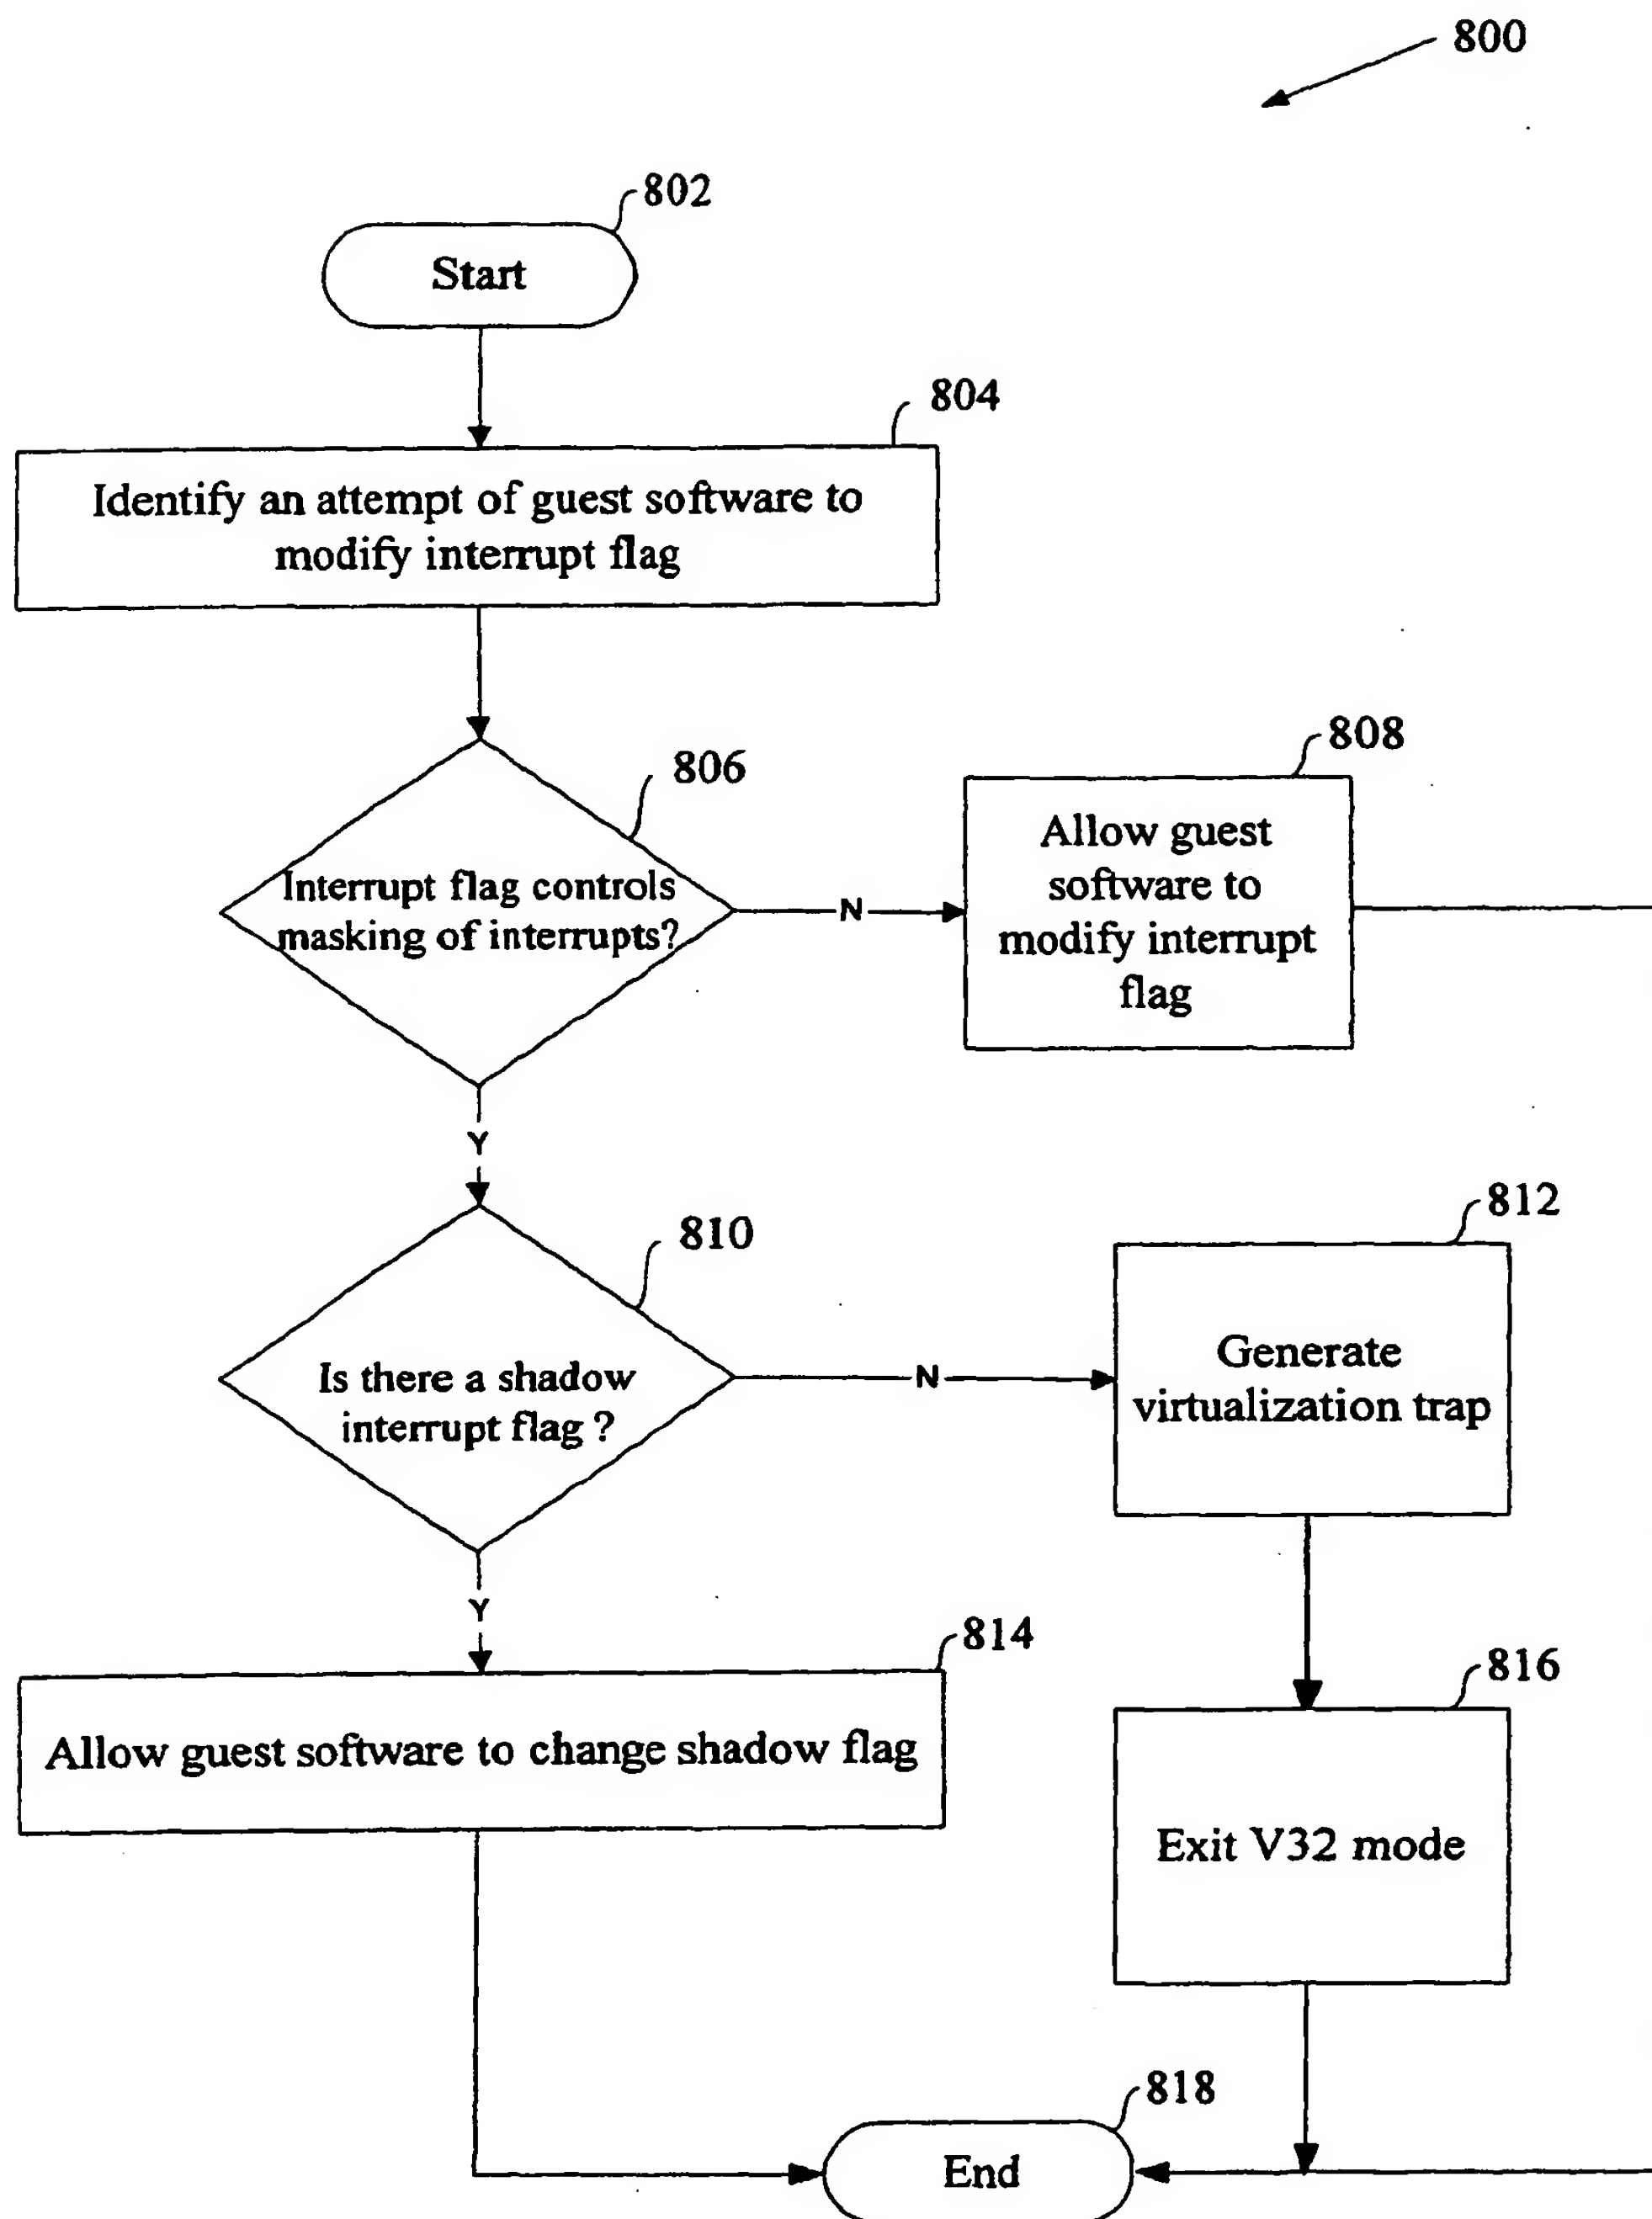 800
802
Start
804
Identify an attempt of guest software to
modify interrupt flag
806
Interrupt flag controls
masking of interrupts?
N
808
Allow guest
software to
modify interrupt
flag
Y
810
Is there a shadow
interrupt flag ?
N
812
Generate
virtualization trap
Y
814
Allow guest software to change shadow flag
816
Exit V32 mode
818
End